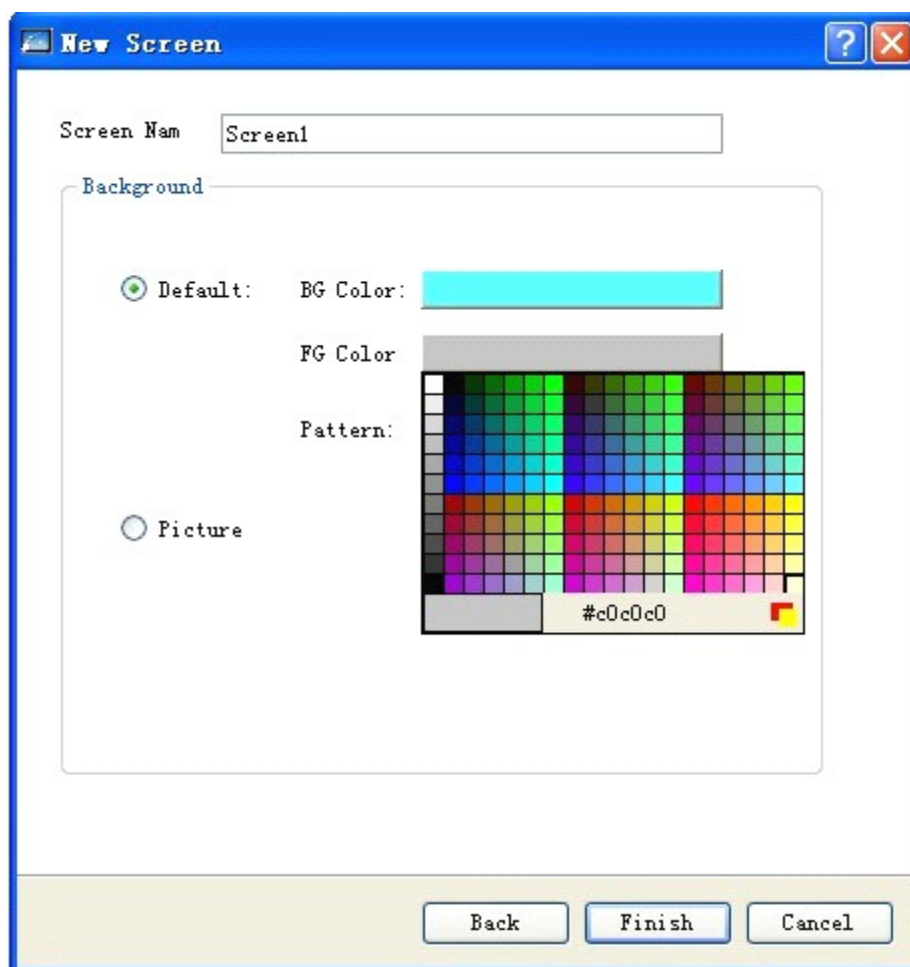 New Screen
Screen Nam Screen1
Background
Default: BG Color:
FG Color
Pattern:
Picture
#c0c0c0
Back Finish Cancel